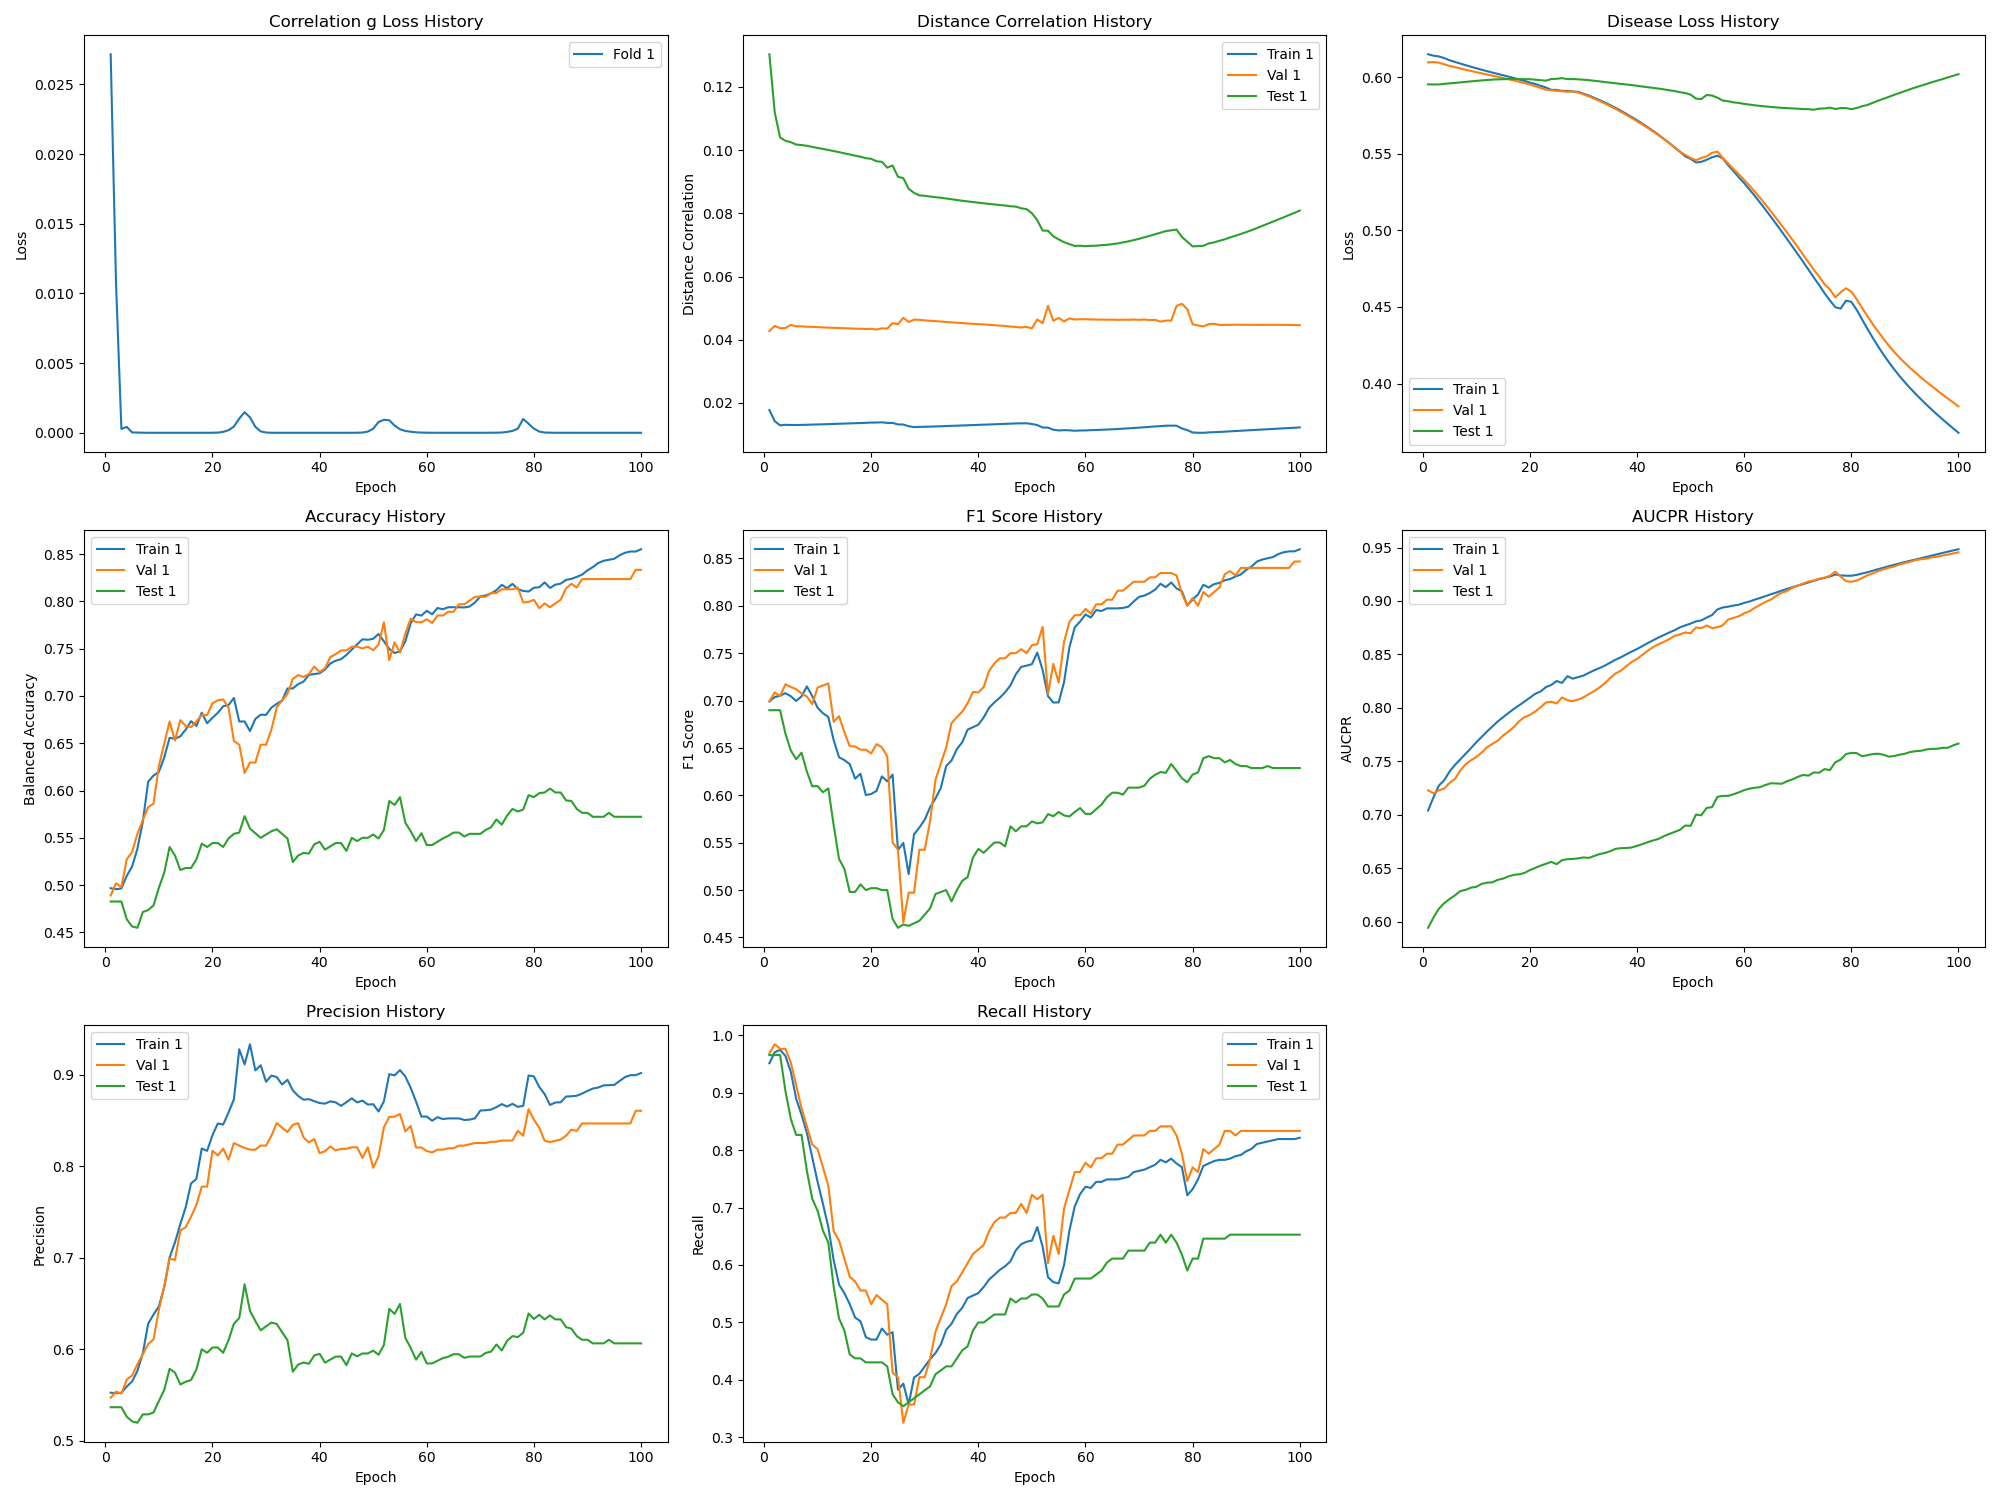 Correlation g Loss History
Fold 1
0.025
0.020
0.015
0.010
0.005
0.000
Loss
0 20 40 60 80 100
Epoch
Distance Correlation History
Train 1
Val 1
Test 1
0.12
0.10
0.08
0.06
0.04
0.02
Distance Correlation
0 20 40 60 80 100
Epoch
Disease Loss History
0.60
0.55
0.50
0.45
0.40
Loss
Train 1
Val 1
Test 1
0 20 40 60 80 100
Epoch
Accuracy History
Train 1
Val 1
Test 1
0.85
0.80
0.75
0.70
0.65
0.60
0.55
0.50
0.45
Balanced Accuracy
0 20 40 60 80 100
Epoch
F1 Score History
Train 1
Val 1
Test 1
0.85
0.80
0.75
0.70
0.65
0.60
0.55
0.50
0.45
F1 Score
0 20 40 60 80 100
Epoch
AUCPR History
Train 1
Val 1
Test 1
0.95
0.90
0.85
0.80
0.75
0.70
0.65
0.60
AUCPR
0 20 40 60 80 100
Epoch
Precision History
Train 1
Val 1
Test 1
0.9
0.8
0.7
0.6
0.5
Precision
0 20 40 60 80 100
Epoch
Recall History
Train 1
Val 1
Test 1
1.0
0.9
0.8
0.7
0.6
0.5
0.4
0.3
Recall
0 20 40 60 80 100
Epoch